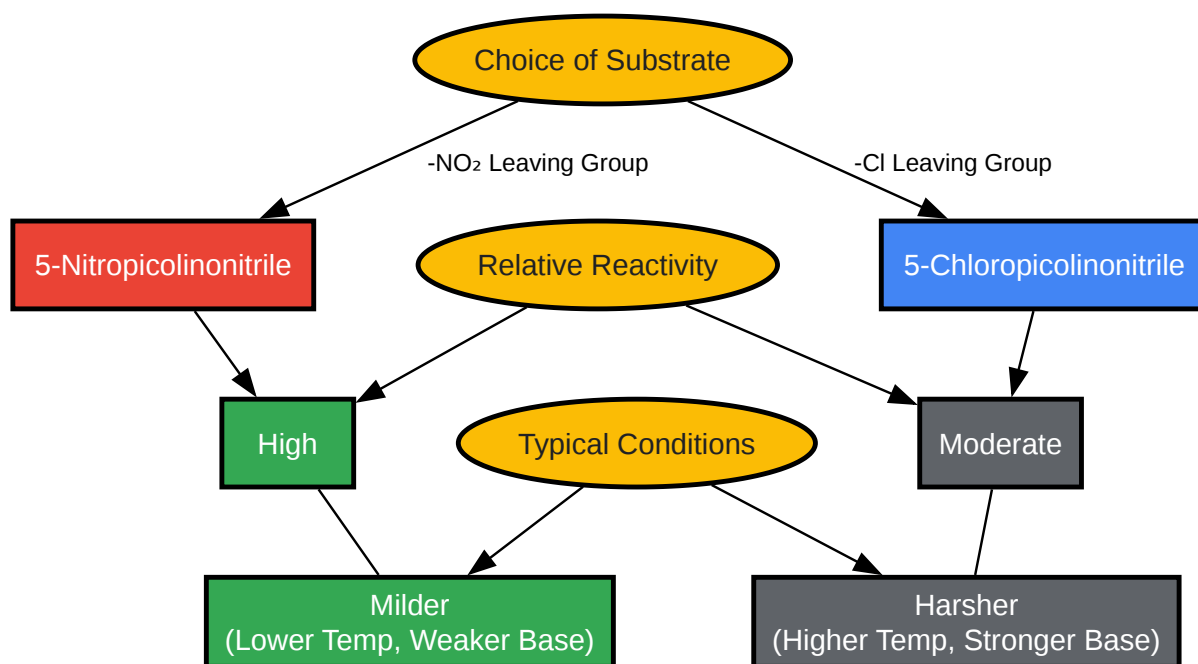 Choice of Substrate
-NO₂ Leaving Group
-Cl Leaving Group
5-Nitropicolinonitrile
Relative Reactivity
5-Chloropicolinonitrile
High
Typical Conditions
Moderate
Milder
(Lower Temp, Weaker Base)
Harsher
(Higher Temp, Stronger Base)